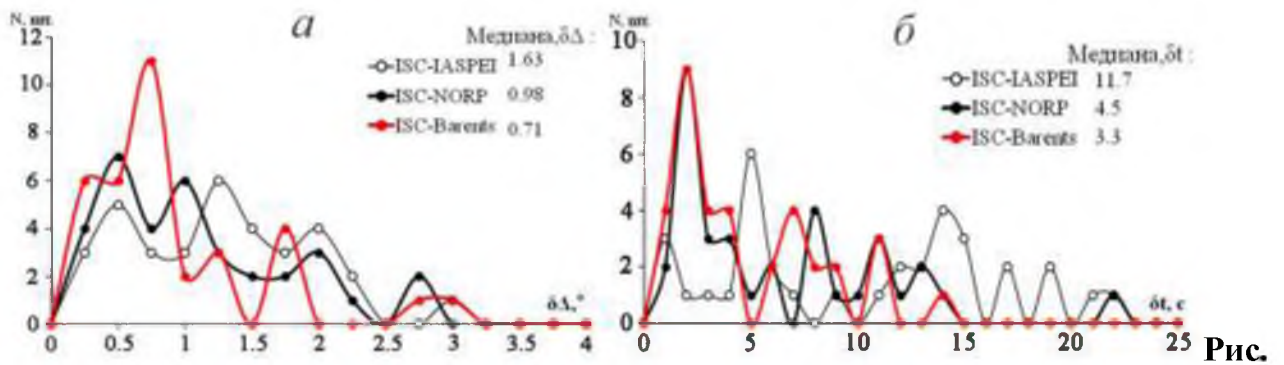 N, шт.
а
Медиана,δΔ :
ISC-IASPEI 1.63
ISC-NORP 0.98
ISC-Barents 0.71
12
10
8
6
4
2
0
δΔ,°
0 0.5 1 1.5 2 2.5 3 3.5 4
N, шт.
б
Медиана,δt :
ISC-IASPEI 11.7
ISC-NORP 4.5
ISC-Barents 3.3
10
8
6
4
2
0
δt, с
0 5 10 15 20 25
Рис.